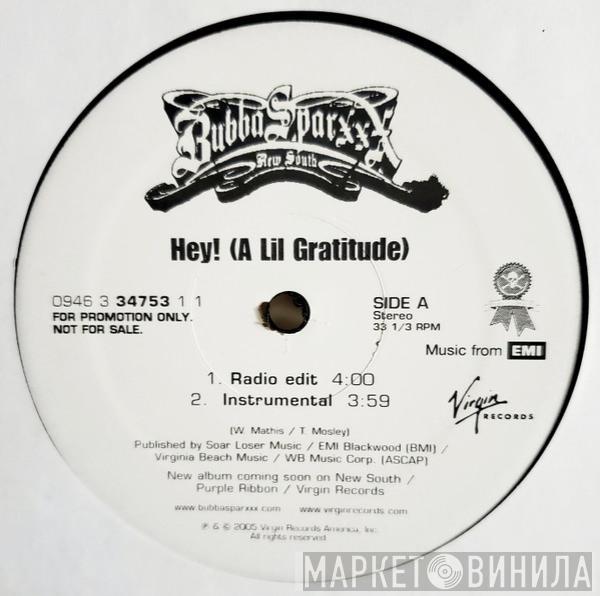 Bubba Sparxxx
New South
Hey! (A Lil Gratitude)
0946 3 34753 1 1
FOR PROMOTION ONLY.
NOT FOR SALE.
SIDE A
Stereo
33 1/3 RPM
Music from EMI
1. Radio edit 4:00
2. Instrumental 3:59
Virgin
RECORDS
(W. Mathis / T. Mosley)
Published by Soar Loser Music / EMI Blackwood (BMI) /
Virginia Beach Music / WB Music Corp. (ASCAP)
New album coming soon on New South /
Purple Ribbon / Virgin Records
www.bubbasparxxx.com www.virginrecords.com
℗ & © 2005 Virgin Records America, Inc.
All rights reserved.
МАРКЕТ ВИНИЛА